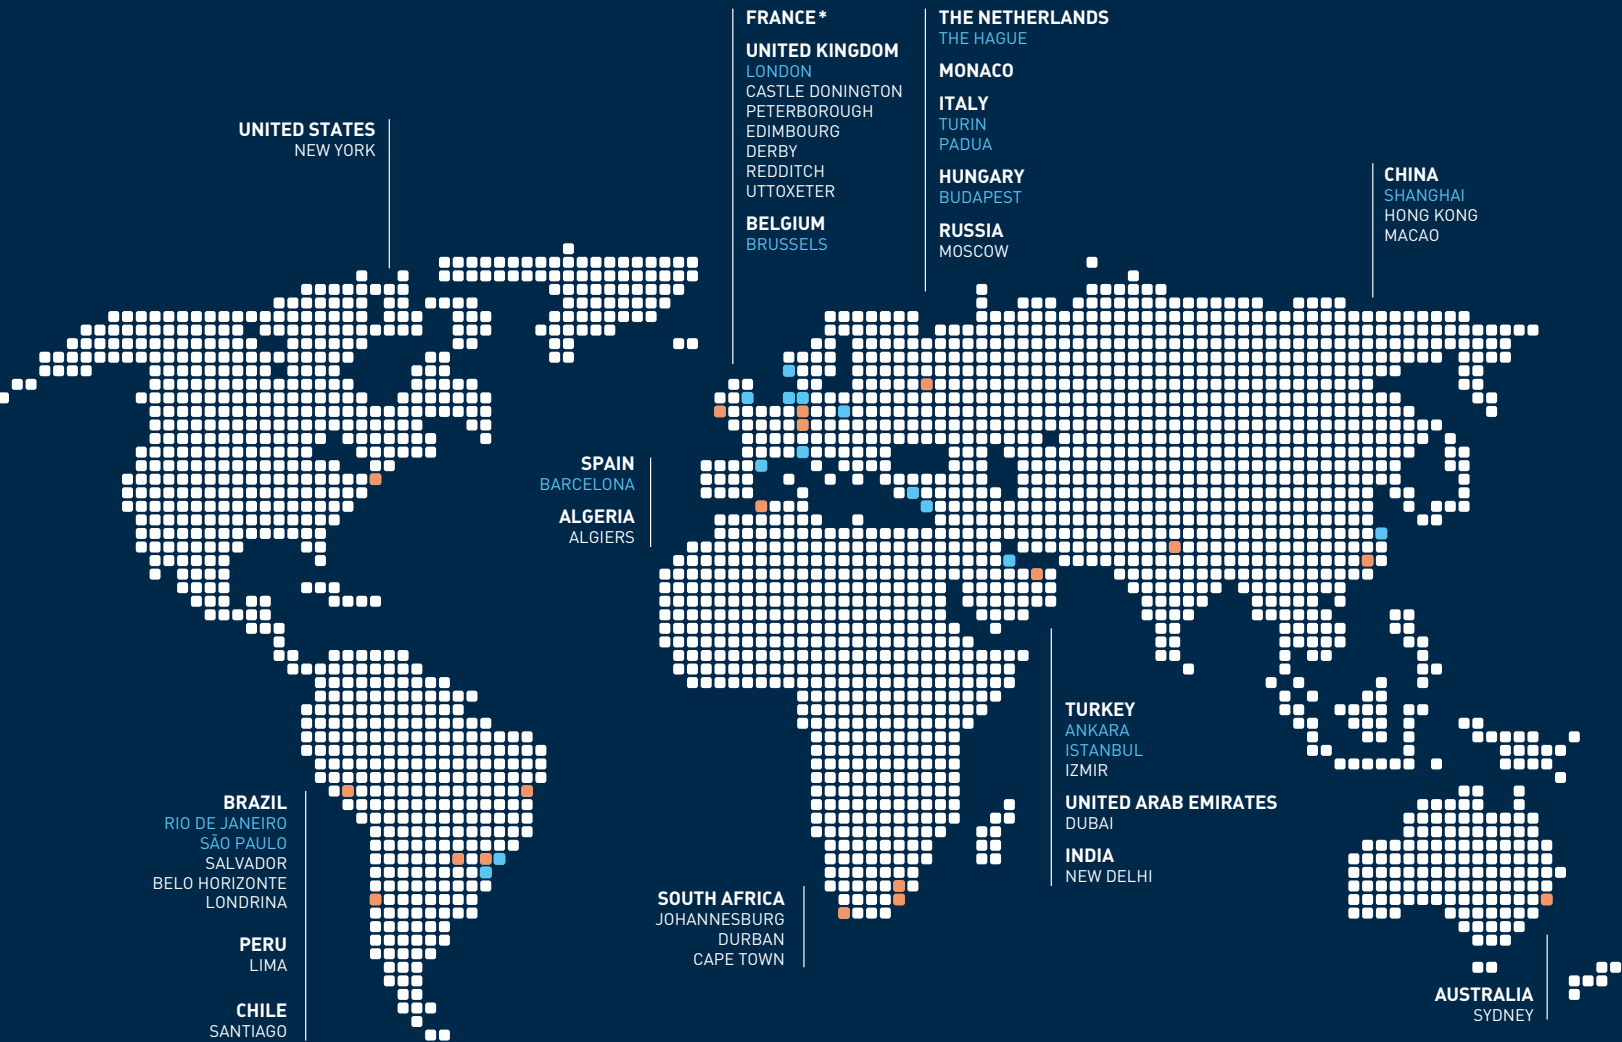 UNITED STATES
NEW YORK
FRANCE*
UNITED KINGDOM
LONDON
CASTLE DONINGTON
PETERBOROUGH
EDIMBOURG
DERBY
REDDITCH
UTTOXETER
BELGIUM
BRUSSELS
THE NETHERLANDS
THE HAGUE
MONACO
ITALY
TURIN
PADUA
HUNGARY
BUDAPEST
RUSSIA
MOSCOW
CHINA
SHANGHAI
HONG KONG
MACAO
SPAIN
BARCELONA
ALGERIA
ALGIERS
TURKEY
ANKARA
ISTANBUL
IZMIR
UNITED ARAB EMIRATES
DUBAI
INDIA
NEW DELHI
BRAZIL
RIO DE JANEIRO
SÃO PAULO
SALVADOR
BELO HORIZONTE
LONDRINA
PERU
LIMA
CHILE
SANTIAGO
SOUTH AFRICA
JOHANNESBURG
DURBAN
CAPE TOWN
AUSTRALIA
SYDNEY